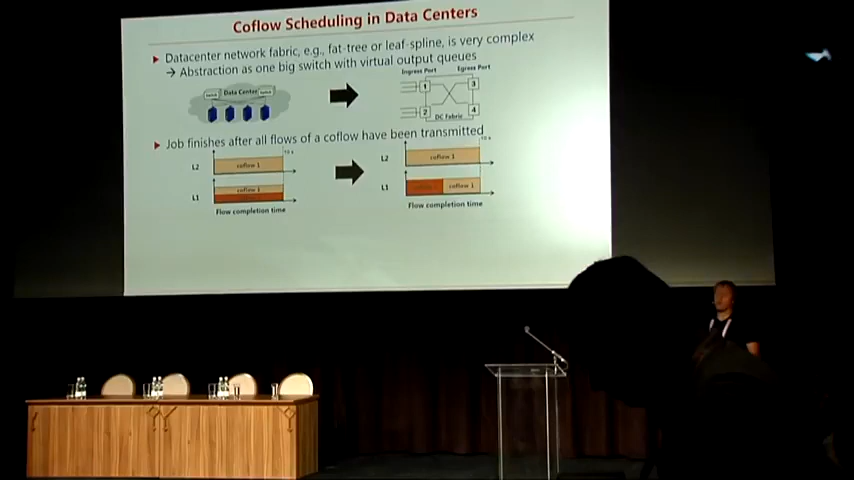 Coflow Scheduling in Data Centers
Datacenter network fabric, e.g., fat-tree or leaf-spline, is very complex
→ Abstraction as one big switch with virtual output queues
Ingress Port Egress Port
Data Center
1 3
2 4
DC Fabric
Job finishes after all flows of a coflow have been transmitted
L2 coflow 1
L1 coflow 1
Flow completion time
L2 coflow 1
L1 coflow 1
Flow completion time